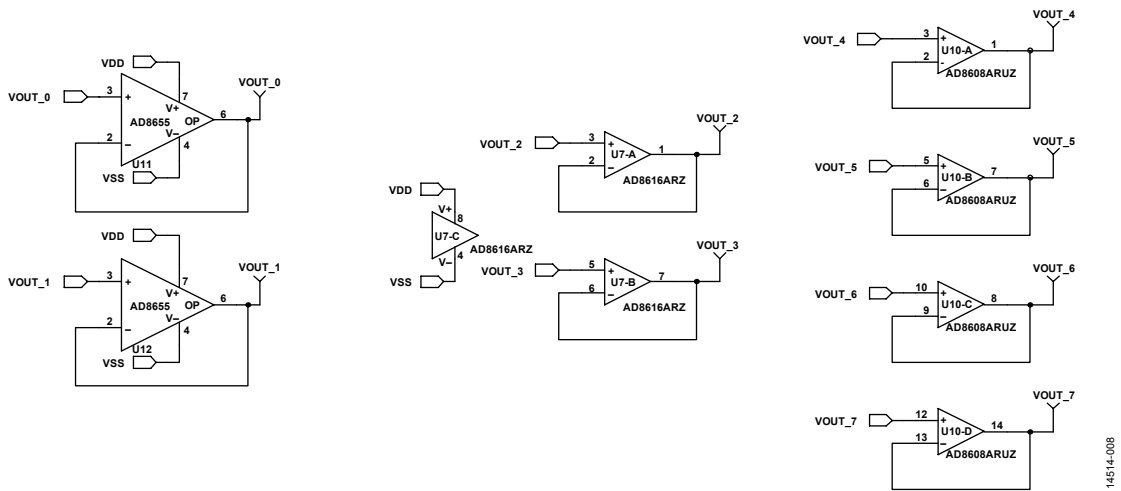 VDD
VOUT_0
3
+
7
V+
AD8655
OP
6
VOUT_0
V–
2
–
4
U11
VSS
VDD
VOUT_1
3
+
7
V+
AD8655
OP
6
VOUT_1
V–
2
–
4
U12
VSS
VOUT_2
3
+
U7-A
1
VOUT_2
2
–
AD8616ARZ
VDD
V+
8
U7-C
AD8616ARZ
V–
4
VSS
VOUT_3
5
+
U7-B
7
VOUT_3
6
–
AD8616ARZ
VOUT_4
3
+
U10-A
1
VOUT_4
2
-
AD8608ARUZ
VOUT_5
5
+
U10-B
7
VOUT_5
6
–
AD8608ARUZ
VOUT_6
10
+
U10-C
8
VOUT_6
9
–
AD8608ARUZ
VOUT_7
12
+
U10-D
14
VOUT_7
13
–
AD8608ARUZ
14514-008